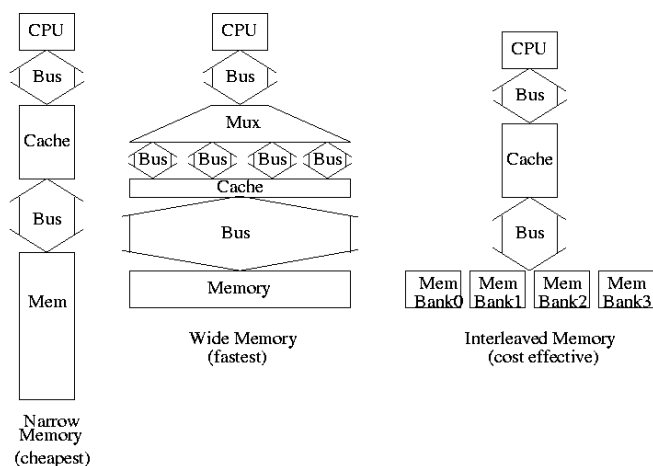 CPU
Bus
Cache
Bus
Mem
Narrow
Memory
(cheapest)
CPU
Bus
Mux
Bus Bus Bus Bus
Cache
Bus
Memory
Wide Memory
(fastest)
CPU
Bus
Cache
Bus
Mem Mem Mem Mem
Bank0 Bank1 Bank2 Bank3
Interleaved Memory
(cost effective)